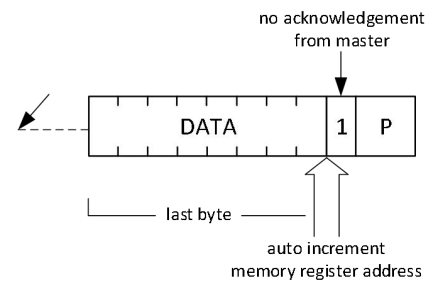 no acknowledgement
from master
DATA 1 P
last byte
auto increment
memory register address